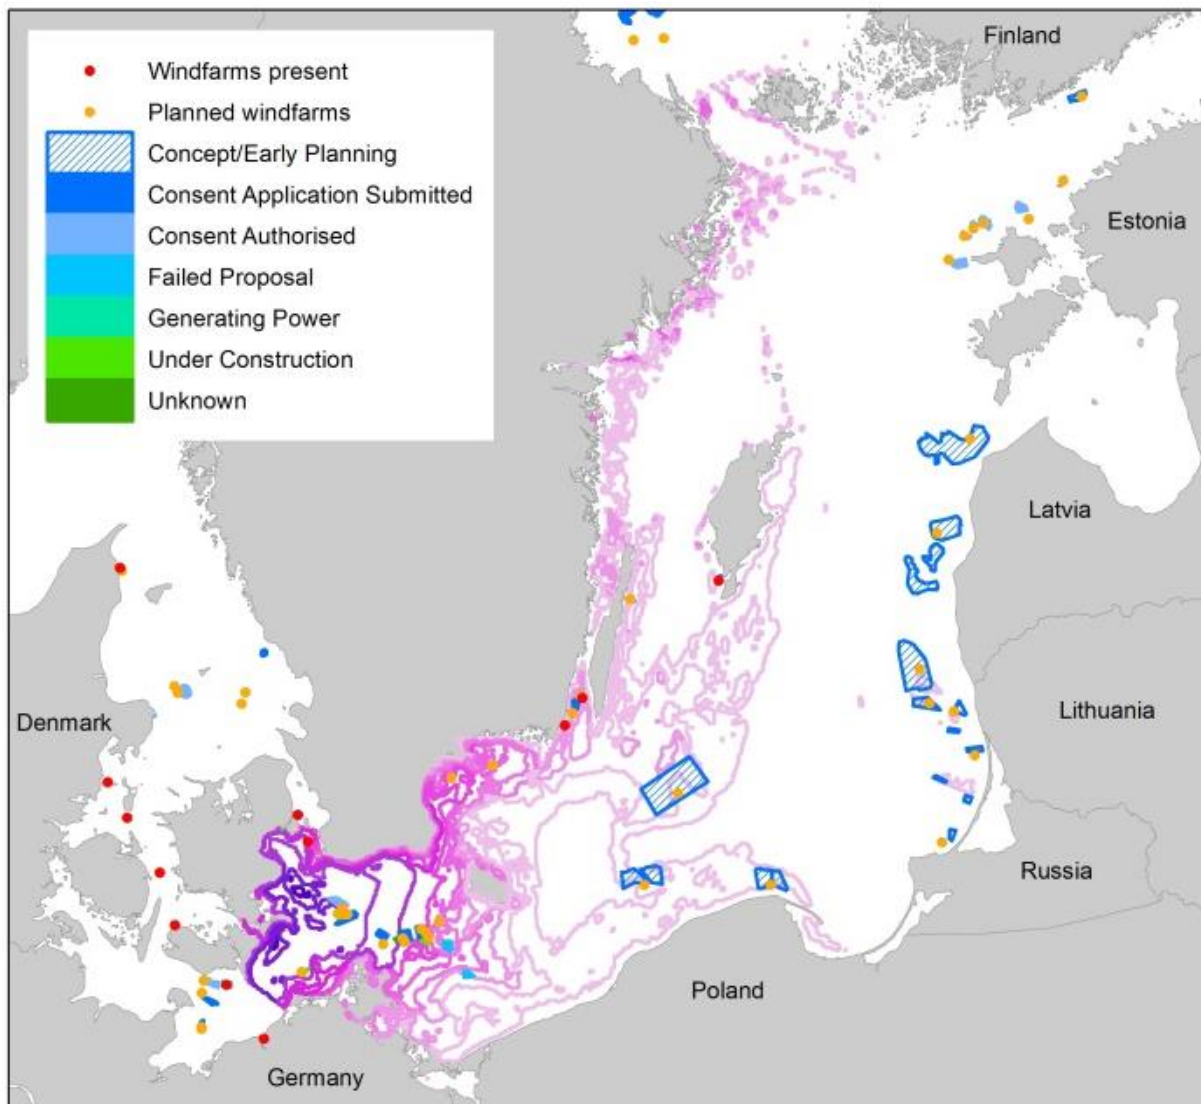 Finland
Windfarms present
Planned windfarms
Concept/Early Planning
Consent Application Submitted
Consent Authorised
Failed Proposal
Generating Power
Under Construction
Unknown
Estonia
Latvia
Lithuania
Denmark
Russia
Poland
Germany